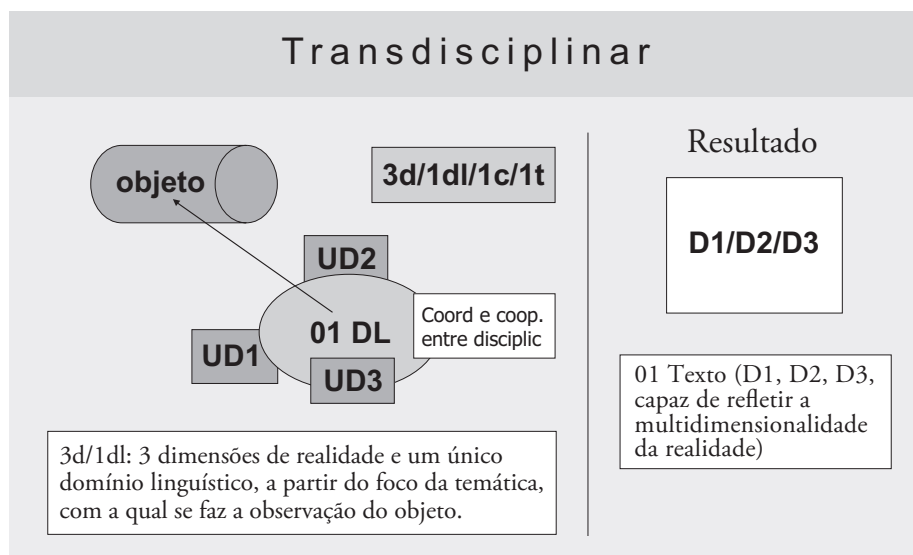 Transdisciplinar
objeto
3d/1dl/1c/1t
UD2
01 DL
Coord e coop.
entre disciplic
UD1
UD3
3d/1dl: 3 dimensões de realidade e um único
domínio linguístico, a partir do foco da temática,
com a qual se faz a observação do objeto.
Resultado
D1/D2/D3
01 Texto (D1, D2, D3,
capaz de refletir a
multidimensionalidade
da realidade)